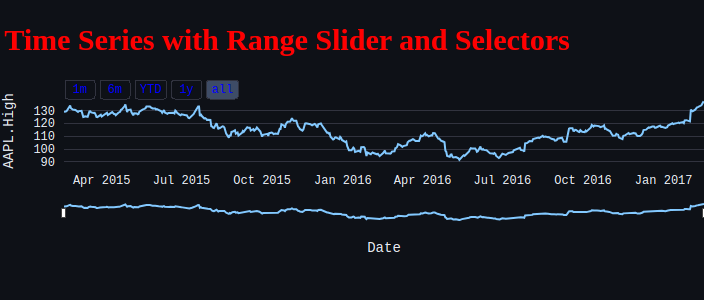 Time Series with Range Slider and Selectors
1m 6m YTD 1y all
AAPL.High
130
120
110
100
90
Apr 2015 Jul 2015 Oct 2015 Jan 2016 Apr 2016 Jul 2016 Oct 2016 Jan 2017
Date